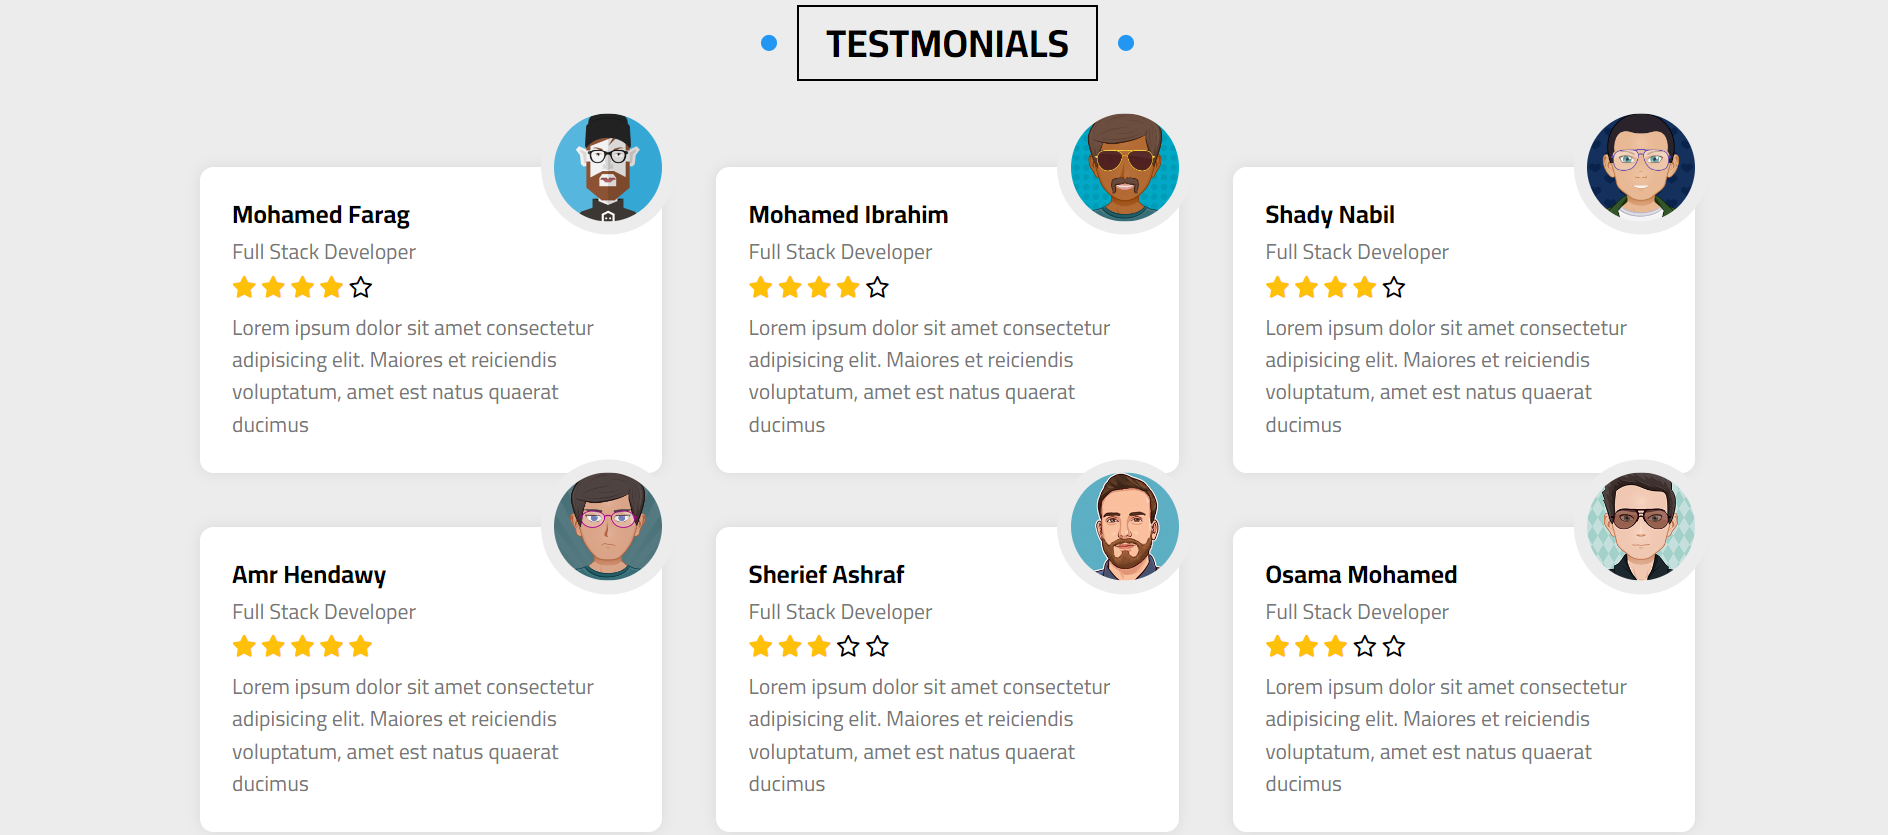 TESTMONIALS
Mohamed Farag
Full Stack Developer
Lorem ipsum dolor sit amet consectetur
adipisicing elit. Maiores et reiciendis
voluptatum, amet est natus quaerat
ducimus
Mohamed Ibrahim
Full Stack Developer
Lorem ipsum dolor sit amet consectetur
adipisicing elit. Maiores et reiciendis
voluptatum, amet est natus quaerat
ducimus
Shady Nabil
Full Stack Developer
Lorem ipsum dolor sit amet consectetur
adipisicing elit. Maiores et reiciendis
voluptatum, amet est natus quaerat
ducimus
Amr Hendawy
Full Stack Developer
Lorem ipsum dolor sit amet consectetur
adipisicing elit. Maiores et reiciendis
voluptatum, amet est natus quaerat
ducimus
Sherief Ashraf
Full Stack Developer
Lorem ipsum dolor sit amet consectetur
adipisicing elit. Maiores et reiciendis
voluptatum, amet est natus quaerat
ducimus
Osama Mohamed
Full Stack Developer
Lorem ipsum dolor sit amet consectetur
adipisicing elit. Maiores et reiciendis
voluptatum, amet est natus quaerat
ducimus